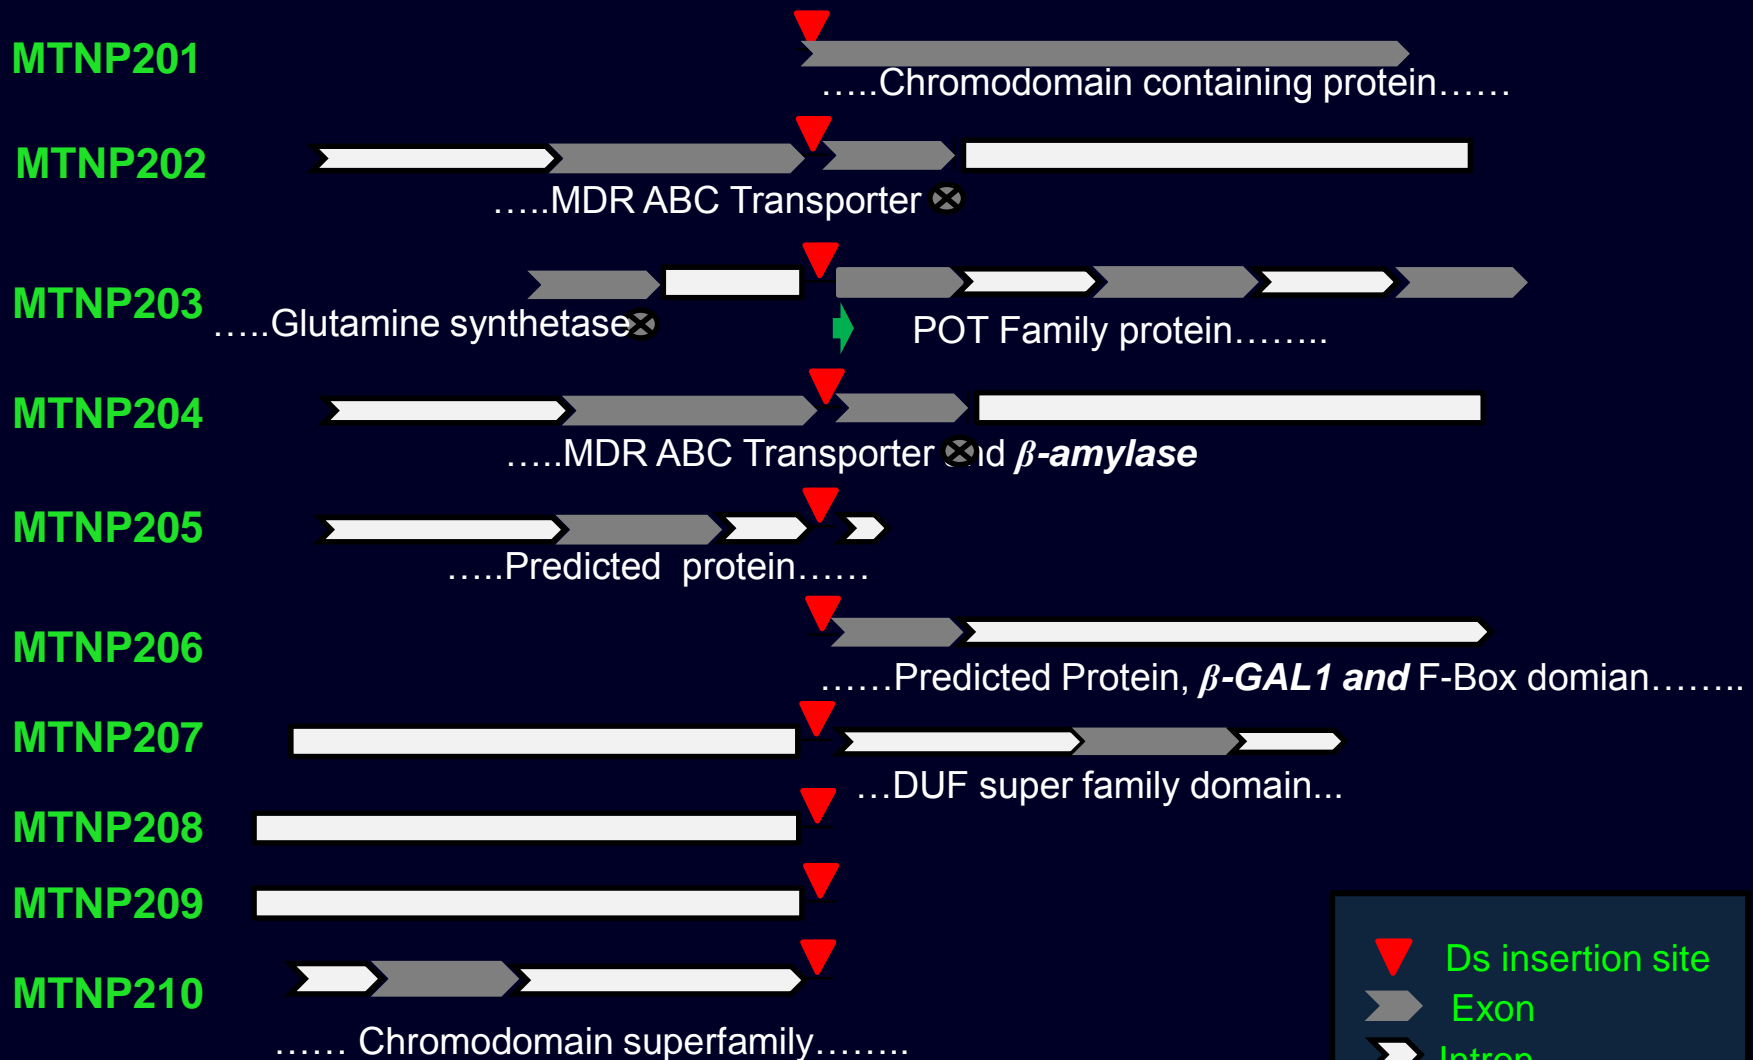 MTNP201
…..Chromodomain containing protein……
MTNP202
…..MDR ABC Transporter
MTNP203
…..Glutamine synthetase
POT Family protein……..
MTNP204
…..MDR ABC Transporter and β-amylase
MTNP205
…..Predicted protein……
MTNP206
……Predicted Protein, β-GAL1 and F-Box domian……..
MTNP207
…DUF super family domain...
MTNP208
MTNP209
MTNP210
…… Chromodomain superfamily……..
Ds insertion site
Exon
Intron